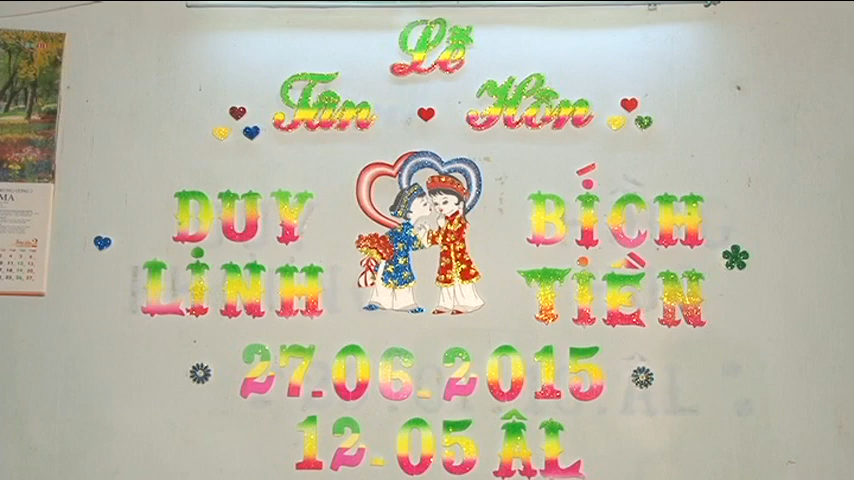 Lễ
Tân Hôn
DUY BÍCH
LINH TIỀN
27.06.2015
12-05 ÂL